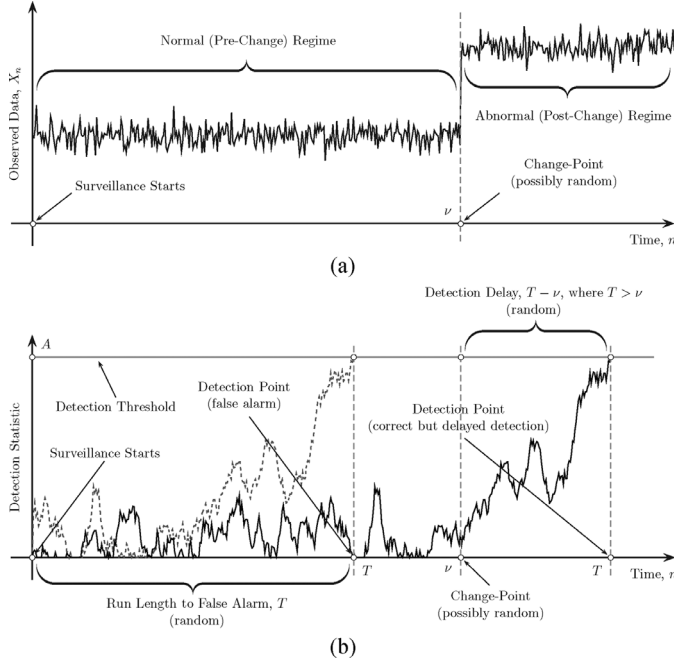 Observed Data, Xₙ
Normal (Pre-Change) Regime
Abnormal (Post-Change) Regime
Surveillance Starts
Change-Point
(possibly random)
ν
Time, n
(a)
Detection Delay, T − ν, where T > ν
(random)
A
Detection Threshold
Detection Point
(false alarm)
Detection Point
(correct but delayed detection)
Detection Statistic
Surveillance Starts
T
ν
T
Time, n
Run Length to False Alarm, T
(random)
Change-Point
(possibly random)
(b)